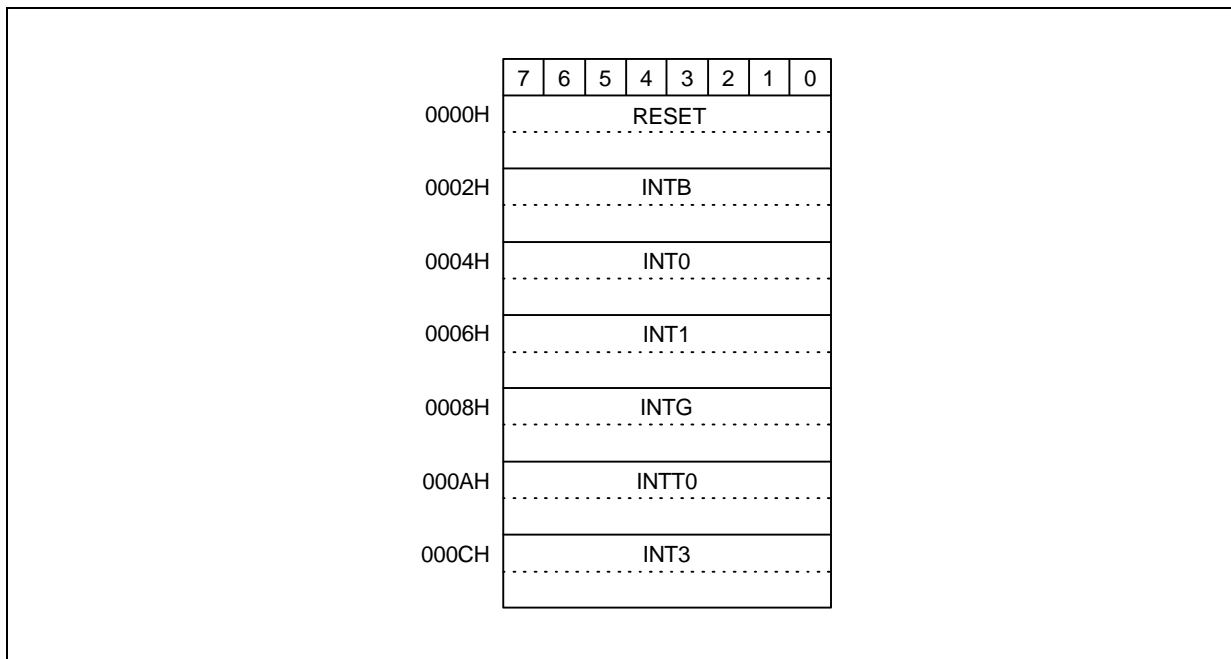 7 6 5 4 3 2 1 0
0000H RESET
0002H INTB
0004H INT0
0006H INT1
0008H INTG
000AH INTT0
000CH INT3